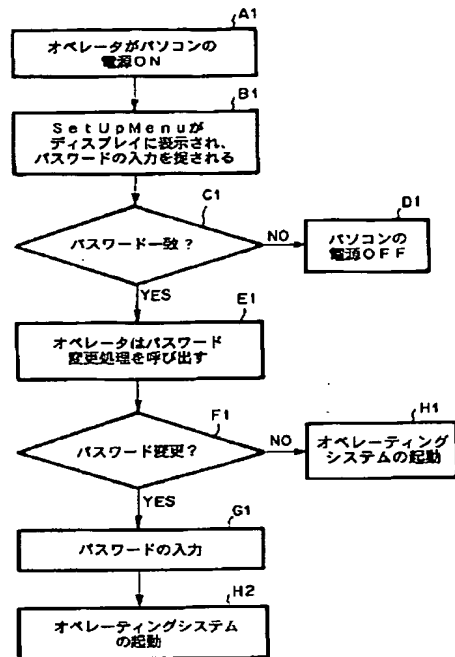 A1
オペレータがパソコンの
電源ON
B1
SetUpMenuが
ディスプレイに表示され、
パスワードの入力を捉される
C1
パスワード一致?
NO
D1
パソコンの
電源OFF
YES
E1
オペレータはパスワード
変更処理を呼び出す
F1
パスワード変更?
NO
H1
オペレーティング
システムの起動
YES
G1
パスワードの入力
H2
オペレーティングシステム
の起動